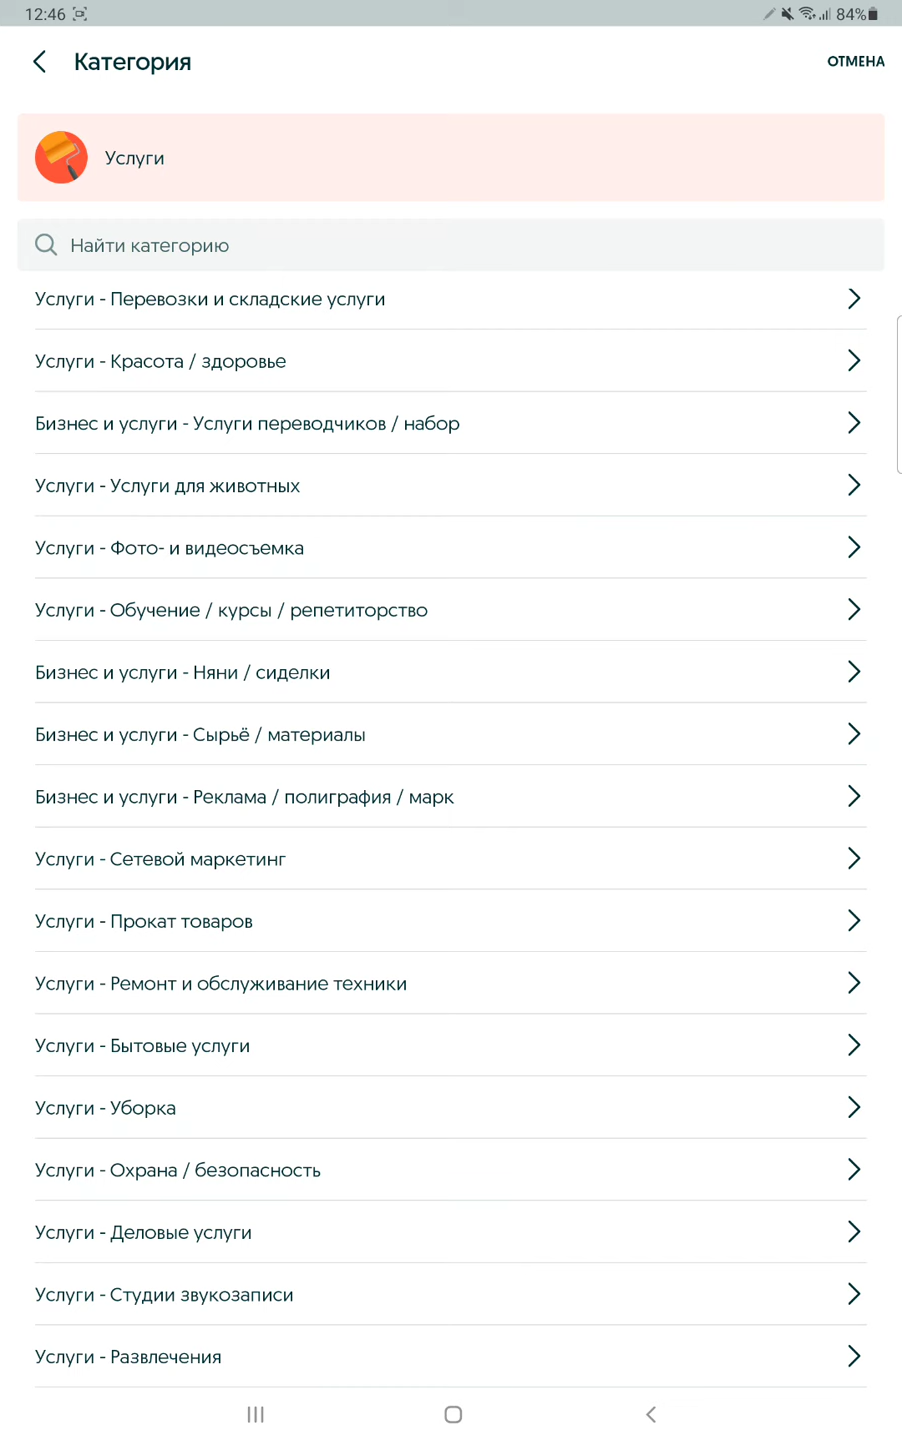 12:46
84%
Категория
ОТМЕНА
Услуги
Найти категорию
Услуги - Перевозки и складские услуги
Услуги - Красота / здоровье
Бизнес и услуги - Услуги переводчиков / набор
Услуги - Услуги для животных
Услуги - Фото- и видеосъемка
Услуги - Обучение / курсы / репетиторство
Бизнес и услуги - Няни / сиделки
Бизнес и услуги - Сырьё / материалы
Бизнес и услуги - Реклама / полиграфия / марк
Услуги - Сетевой маркетинг
Услуги - Прокат товаров
Услуги - Ремонт и обслуживание техники
Услуги - Бытовые услуги
Услуги - Уборка
Услуги - Охрана / безопасность
Услуги - Деловые услуги
Услуги - Студии звукозаписи
Услуги - Развлечения